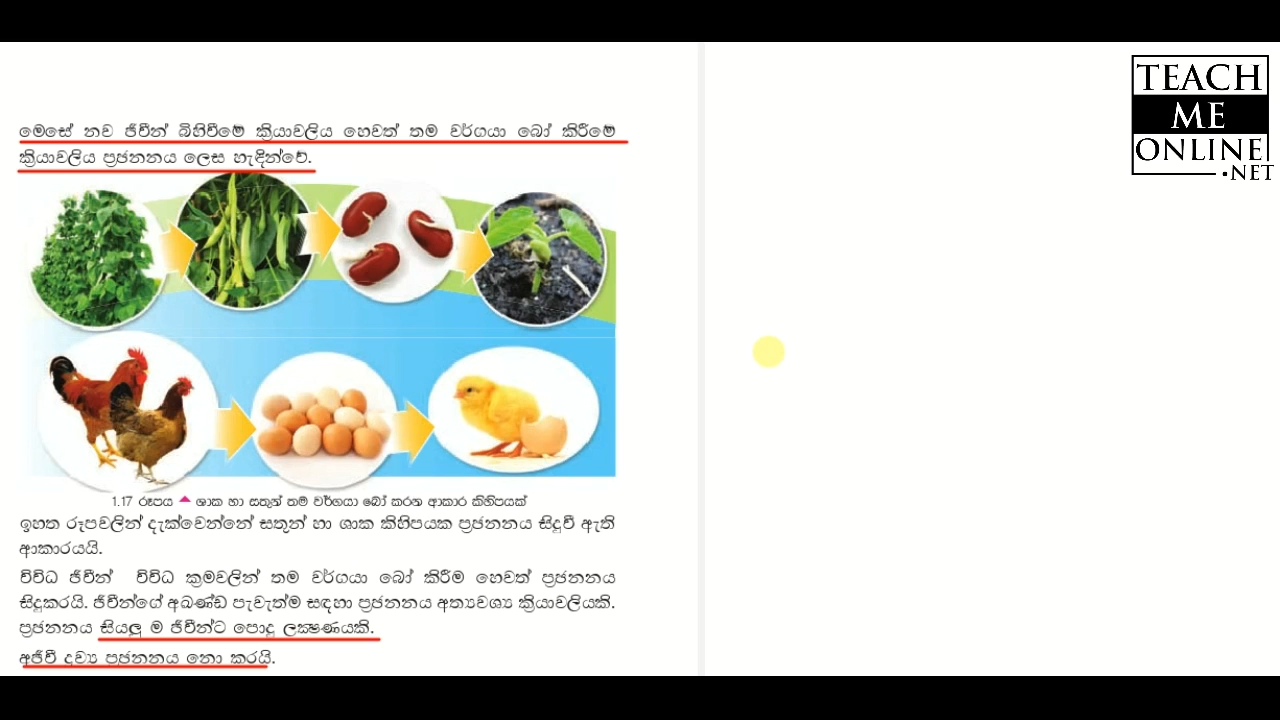 මෙසේ නව ජීවීන් බිහිවීමේ ක්‍රියාවලිය හෙවත් තම වර්ගයා බෝ කිරීමේ
ක්‍රියාවලිය ප්‍රජනනය ලෙස හැඳින්වේ.
1.17 රූපය ▲ ශාක හා සතුන් තම වර්ගයා බෝ කරන ආකාර කිහිපයක්
ඉහත රූපවලින් දැක්වෙන්නේ සතුන් හා ශාක කිහිපයක ප්‍රජනනය සිදුවී ඇති
ආකාරයයි.
විවිධ ජීවීන් විවිධ ක්‍රමවලින් තම වර්ගයා බෝ කිරීම හෙවත් ප්‍රජනනය
සිදුකරයි. ජීවීන්ගේ අඛණ්ඩ පැවැත්ම සඳහා ප්‍රජනනය අත්‍යවශ්‍ය ක්‍රියාවලියකි.
ප්‍රජනනය සියලු ම ජීවීන්ට පොදු ලක්ෂණයකි.
අජීවී ද්‍රව්‍ය ප්‍රජනනය නො කරයි.
TEACH
ME
ONLINE
.NET